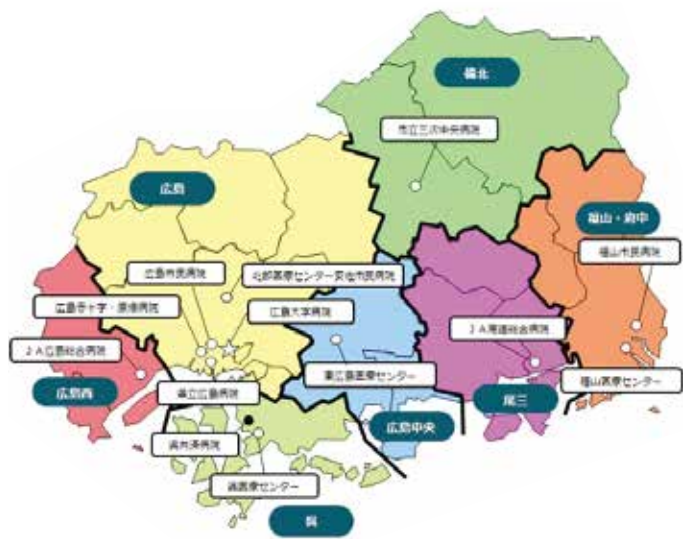 備北
市立三次中央病院
広島
福山・府中
福山市民病院
広島市民病院
北部医療センター安佐市民病院
広島赤十字・原爆病院
広島大学病院
JA尾道総合病院
JA広島総合病院
東広島医療センター
福山医療センター
広島西
県立広島病院
尾三
広島中央
呉共済病院
呉医療センター
呉